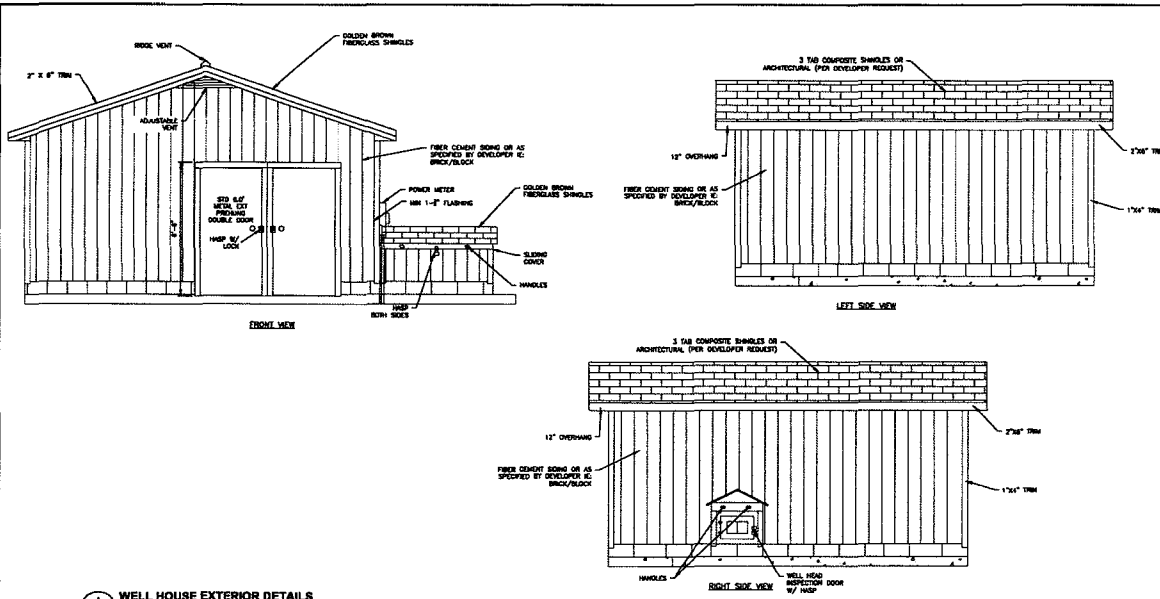 RIDGE VENT
GOLDEN BROWN
FIBERGLASS SHINGLES
2" X 6" TRIM
ADJUSTABLE
VENT
FIBER CEMENT SIDING OR AS
SPECIFIED BY DEVELOPER IE:
BRICK/BLOCK
POWER METER
MIN 1-½" FLASHING
GOLDEN BROWN
FIBERGLASS SHINGLES
STD 6.0'
METAL EXT
PREHUNG
DOUBLE DOOR
HASP W/
LOCK
6'-8"
SLIDING
COVER
HANDLES
HASP
BOTH SIDES
FRONT VIEW
3 TAB COMPOSITE SHINGLES OR
ARCHITECTURAL (PER DEVELOPER REQUEST)
12" OVERHANG
2"X6" TRIM
FIBER CEMENT SIDING OR AS
SPECIFIED BY DEVELOPER IE:
BRICK/BLOCK
1"X4" TRIM
LEFT SIDE VIEW
3 TAB COMPOSITE SHINGLES OR
ARCHITECTURAL (PER DEVELOPER REQUEST)
12" OVERHANG
2"X6" TRIM
FIBER CEMENT SIDING OR AS
SPECIFIED BY DEVELOPER IE:
BRICK/BLOCK
1"X4" TRIM
HANDLES
WELL HEAD
INSPECTION DOOR
W/ HASP
RIGHT SIDE VIEW
WELL HOUSE EXTERIOR DETAILS